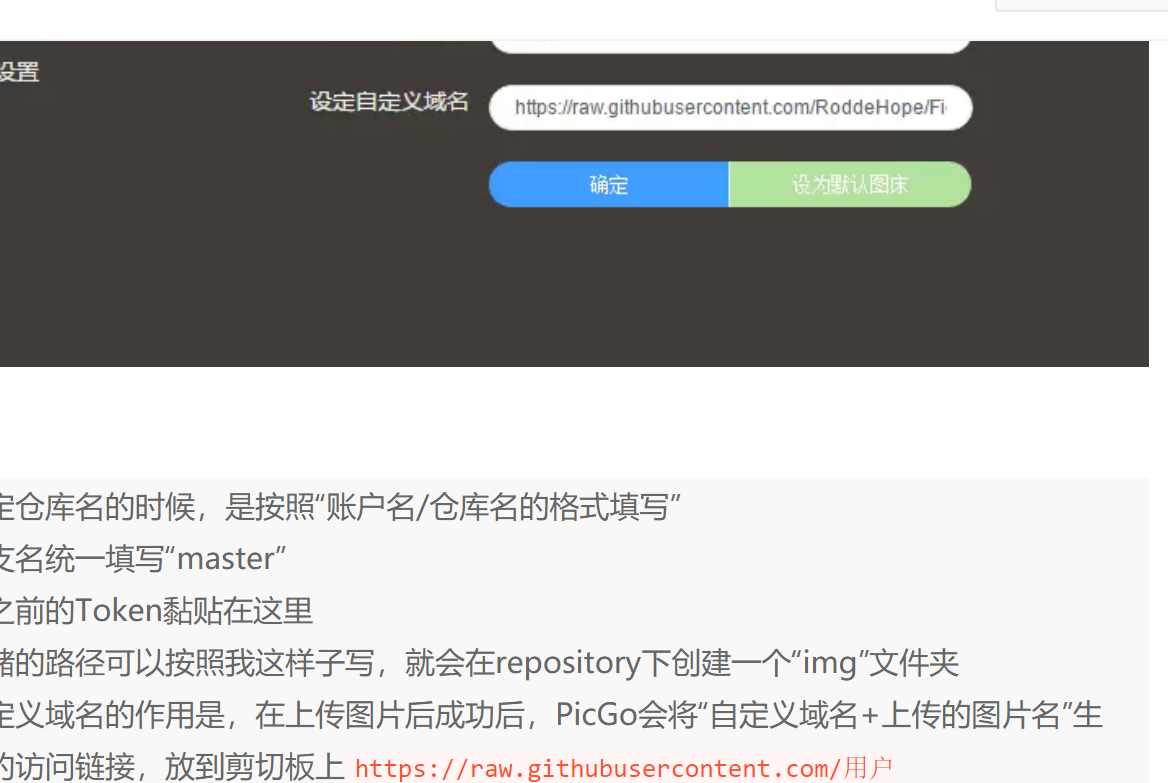 设置
设定自定义域名
https://raw.githubusercontent.com/RoddeHope/Fi
确定
设为默认图床
定仓库名的时候，是按照“账户名/仓库名的格式填写”
支名统一填写“master”
之前的Token黏贴在这里
储的路径可以按照我这样子写，就会在repository下创建一个“img”文件夹
定义域名的作用是，在上传图片后成功后，PicGo会将“自定义域名+上传的图片名”生
的访问链接，放到剪切板上 https://raw.githubusercontent.com/用户